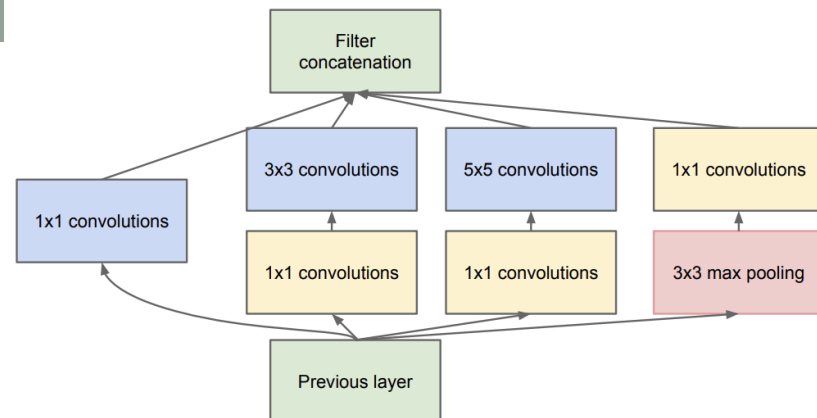 Filter
concatenation
3x3 convolutions
5x5 convolutions
1x1 convolutions
1x1 convolutions
1x1 convolutions
1x1 convolutions
3x3 max pooling
Previous layer